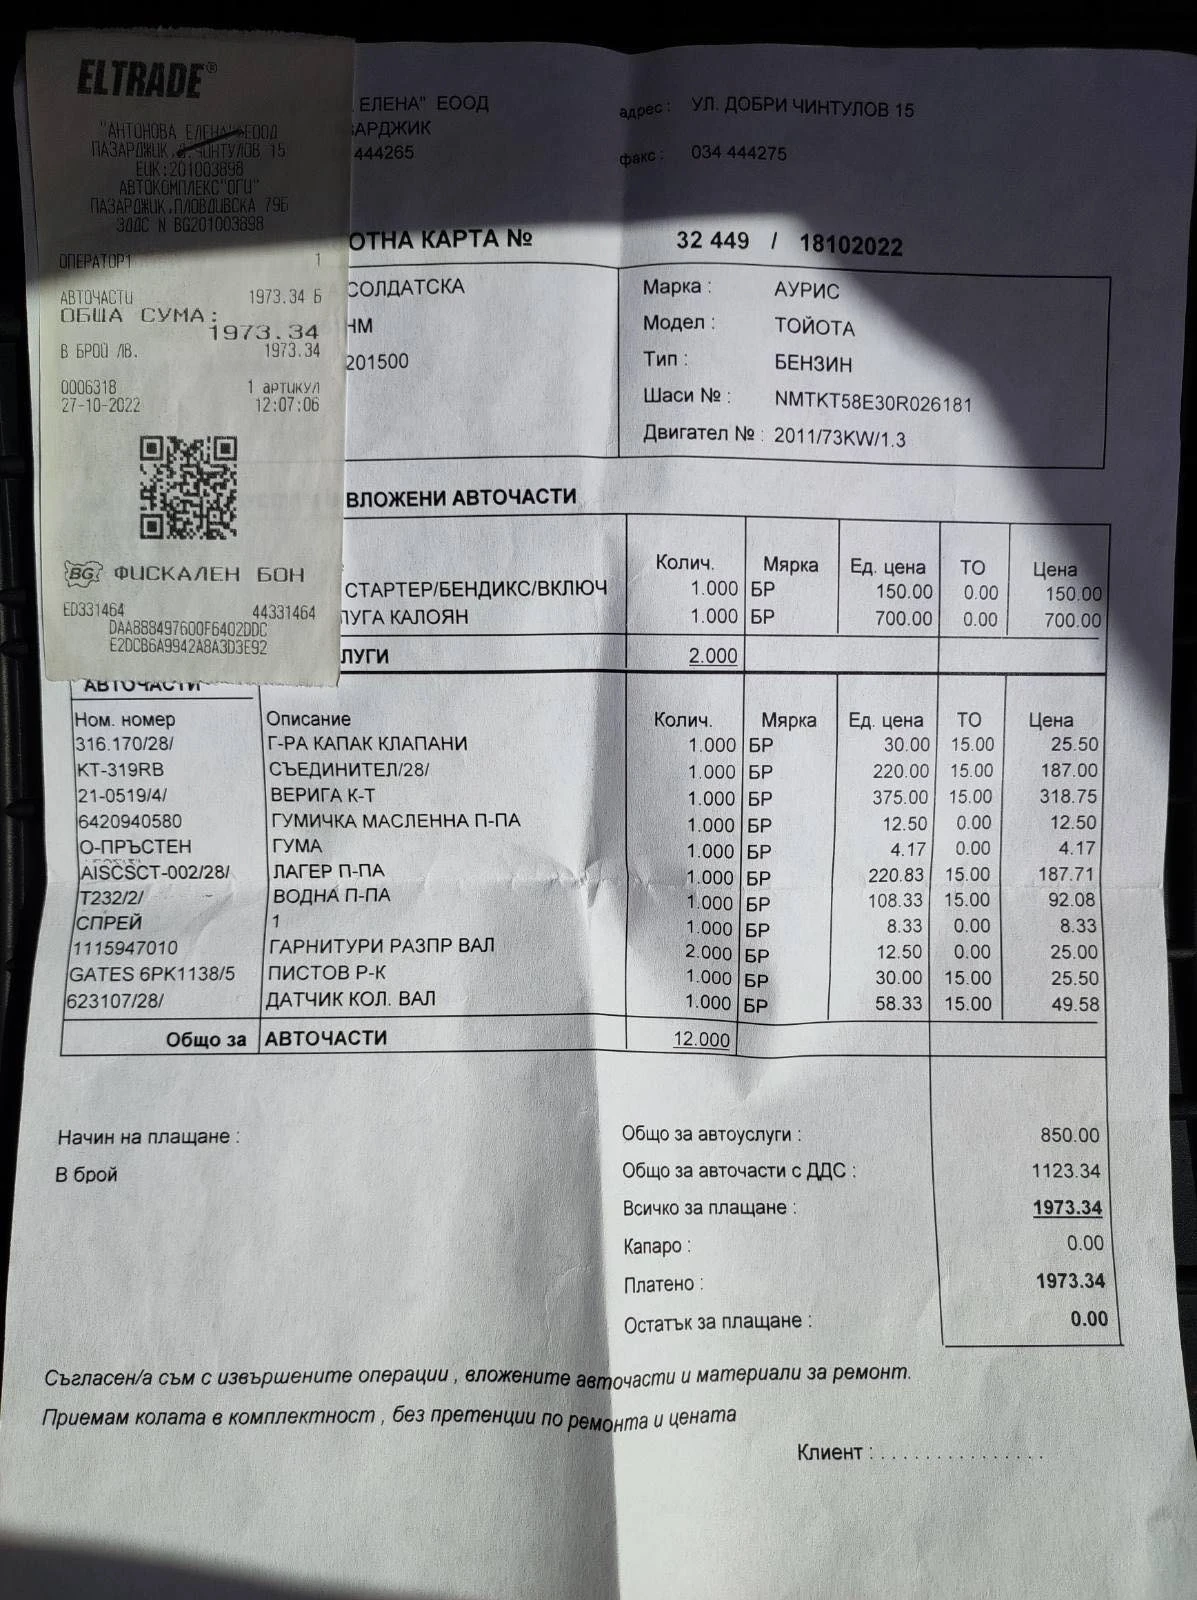 ELTRADE®
"АНТОНОВА ЕЛЕНА" ЕООД
ПАЗАРДЖИК, Д.ЧИНТУЛОВ 15
ЕИК:201003898
АВТОКОМПЛЕКС"ОГИ"
ПАЗАРДЖИК,ПЛОВДИВСКА 79Б
ЗДДС N BG201003898
ОПЕРАТОР1 1
АВТОЧАСТИ 1973.34 Б
ОБЩА СУМА:
1973.34
В БРОЙ ЛВ. 1973.34
0006318 1 артикул
27-10-2022 12:07:06
BG ФИСКАЛЕН БОН
ED331464 44331464
DAA888497600F6402DDC
E2DCB6A9942A8A3D3E92
ЕЛЕНА" ЕООД адрес : УЛ. ДОБРИ ЧИНТУЛОВ 15
ЗАРДЖИК
444265 факс : 034 444275
ОТНА КАРТА № 32 449 / 18102022
СОЛДАТСКА Марка : АУРИС
НМ Модел : ТОЙОТА
201500 Тип : БЕНЗИН
Шаси № : NMTKT58E30R026181
Двигател № : 2011/73KW/1.3
ВЛОЖЕНИ АВТОЧАСТИ
Колич. Мярка Ед. цена ТО Цена
СТАРТЕР/БЕНДИКС/ВКЛЮЧ 1.000 БР 150.00 0.00 150.00
ЛУГА КАЛОЯН 1.000 БР 700.00 0.00 700.00
ЛУГИ 2.000
АВТОЧАСТИ
Ном. номер Описание Колич. Мярка Ед. цена ТО Цена
316.170/28/ Г-РА КАПАК КЛАПАНИ 1.000 БР 30.00 15.00 25.50
KT-319RB СЪЕДИНИТЕЛ/28/ 1.000 БР 220.00 15.00 187.00
21-0519/4/ ВЕРИГА К-Т 1.000 БР 375.00 15.00 318.75
6420940580 ГУМИЧКА МАСЛЕННА П-ПА 1.000 БР 12.50 0.00 12.50
О-ПРЪСТЕН ГУМА 1.000 БР 4.17 0.00 4.17
AISCSCT-002/28/ ЛАГЕР П-ПА 1.000 БР 220.83 15.00 187.71
T232/2/ ВОДНА П-ПА 1.000 БР 108.33 15.00 92.08
СПРЕЙ 1 1.000 БР 8.33 0.00 8.33
1115947010 ГАРНИТУРИ РАЗПР ВАЛ 2.000 БР 12.50 0.00 25.00
GATES 6PK1138/5 ПИСТОВ Р-К 1.000 БР 30.00 15.00 25.50
623107/28/ ДАТЧИК КОЛ. ВАЛ 1.000 БР 58.33 15.00 49.58
Общо за АВТОЧАСТИ 12.000
Начин на плащане : Общо за автоуслуги : 850.00
В брой Общо за авточасти с ДДС : 1123.34
Всичко за плащане : 1973.34
Капаро : 0.00
Платено : 1973.34
Остатък за плащане : 0.00
Съгласен/а съм с извършените операции , вложените авточасти и материали за ремонт.
Приемам колата в комплектност , без претенции по ремонта и цената
Клиент : . . . . . . . . . . . . . . . .